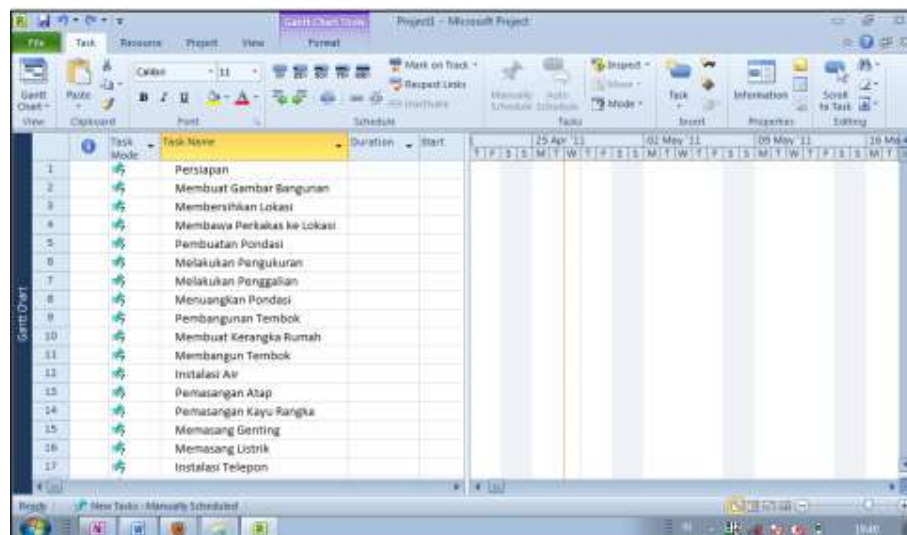 Gantt Chart Tools
Project1 - Microsoft Project
File Task Resource Project View Format
Gantt Chart
Paste
Calibri 11
B I U A
Mark on Track
Respect Links
Inactivate
Manually Schedule
Auto Schedule
Inspect
Move
Mode
Task
Information
Scroll to Task
View Clipboard Font Schedule Tasks Insert Properties Editing
Task Mode Task Name Duration Start
25 Apr '11 02 May '11 09 May '11
T F S S M T W T F S S M T W T F S S M T W T F S S M T
1 Persiapan
2 Membuat Gambar Bangunan
3 Membersihkan Lokasi
4 Membawa Perkakas ke Lokasi
5 Pembuatan Pondasi
6 Melakukan Pengukuran
7 Melakukan Penggalian
8 Menuangkan Pondasi
9 Pembangunan Tembok
10 Membuat Kerangka Rumah
11 Membangun Tembok
12 Instalasi Air
13 Pemasangan Atap
14 Pemasangan Kayu Rangka
15 Memasang Genting
16 Memasang Listrik
17 Instalasi Telepon
Gantt Chart
Ready New Tasks : Manually Scheduled